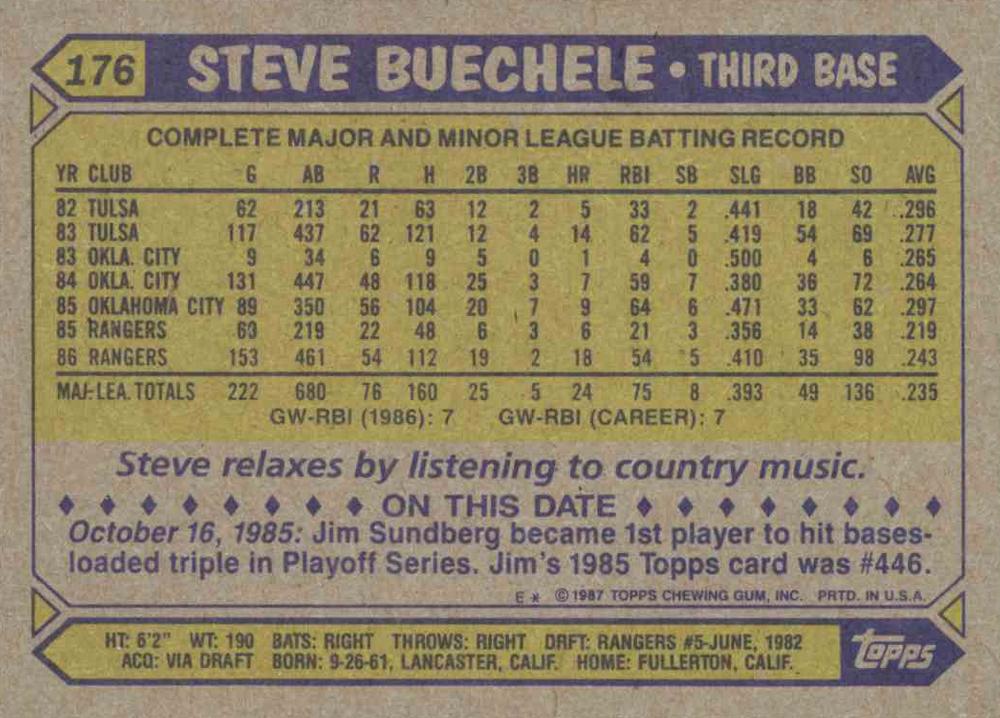 176 STEVE BUECHELE • THIRD BASE
COMPLETE MAJOR AND MINOR LEAGUE BATTING RECORD
YR CLUB G AB R H 2B 3B HR RBI SB SLG BB SO AVG
82 TULSA 62 213 21 63 12 2 5 33 2 .441 18 42 .296
83 TULSA 117 437 62 121 12 4 14 62 5 .419 54 69 .277
83 OKLA. CITY 9 34 6 9 5 0 1 4 0 .500 4 6 .265
84 OKLA. CITY 131 447 48 118 25 3 7 59 7 .380 36 72 .264
85 OKLAHOMA CITY 89 350 56 104 20 7 9 64 6 .471 33 62 .297
85 RANGERS 69 219 22 48 6 3 6 21 3 .356 14 38 .219
86 RANGERS 153 461 54 112 19 2 18 54 5 .410 35 98 .243
MAJ-LEA. TOTALS 222 680 76 160 25 5 24 75 8 .393 49 136 .235
GW-RBI (1986): 7 GW-RBI (CAREER): 7
Steve relaxes by listening to country music.
♦ ♦ ♦ ♦ ♦ ♦ ♦ ♦ ON THIS DATE ♦ ♦ ♦ ♦ ♦ ♦ ♦ ♦
October 16, 1985: Jim Sundberg became 1st player to hit bases-
loaded triple in Playoff Series. Jim's 1985 Topps card was #446.
E * © 1987 TOPPS CHEWING GUM, INC. PRTD. IN U.S.A.
HT: 6'2" WT: 190 BATS: RIGHT THROWS: RIGHT DRFT: RANGERS #5-JUNE, 1982
ACQ: VIA DRAFT BORN: 9-26-61, LANCASTER, CALIF. HOME: FULLERTON, CALIF.
Topps